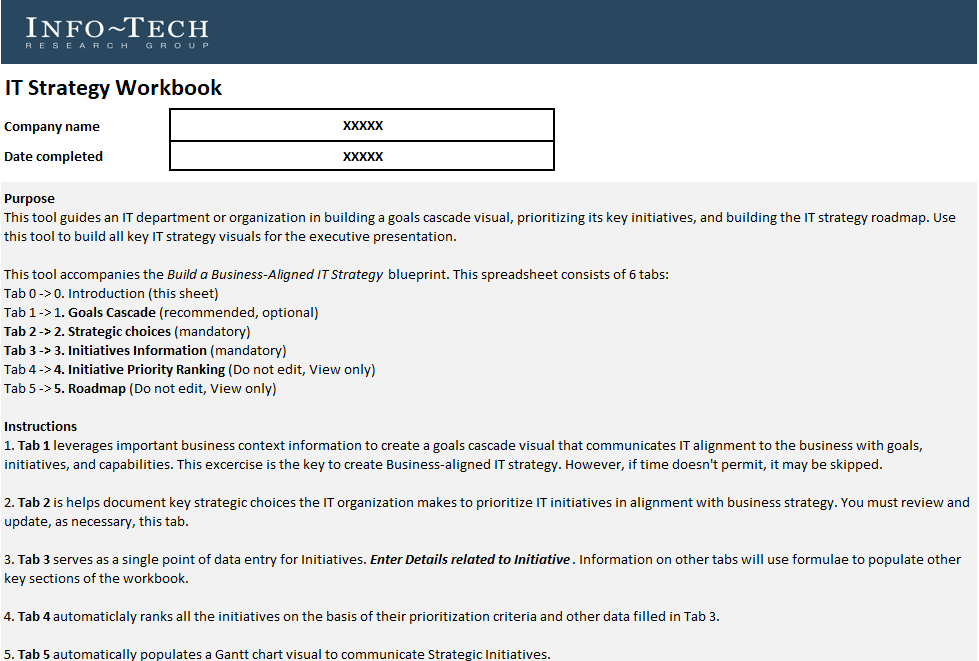 INFO~TECH
RESEARCH GROUP
IT Strategy Workbook
Company name XXXXX
Date completed XXXXX
Purpose
This tool guides an IT department or organization in building a goals cascade visual, prioritizing its key initiatives, and building the IT strategy roadmap. Use
this tool to build all key IT strategy visuals for the executive presentation.
This tool accompanies the Build a Business-Aligned IT Strategy blueprint. This spreadsheet consists of 6 tabs:
Tab 0 -> 0. Introduction (this sheet)
Tab 1 -> 1. Goals Cascade (recommended, optional)
Tab 2 -> 2. Strategic choices (mandatory)
Tab 3 -> 3. Initiatives Information (mandatory)
Tab 4 -> 4. Initiative Priority Ranking (Do not edit, View only)
Tab 5 -> 5. Roadmap (Do not edit, View only)
Instructions
1. Tab 1 leverages important business context information to create a goals cascade visual that communicates IT alignment to the business with goals,
initiatives, and capabilities. This excercise is the key to create Business-aligned IT strategy. However, if time doesn't permit, it may be skipped.
2. Tab 2 is helps document key strategic choices the IT organization makes to prioritize IT initiatives in alignment with business strategy. You must review and
update, as necessary, this tab.
3. Tab 3 serves as a single point of data entry for Initiatives. Enter Details related to Initiative. Information on other tabs will use formulae to populate other
key sections of the workbook.
4. Tab 4 automaticlaly ranks all the initiatives on the basis of their prioritization criteria and other data filled in Tab 3.
5. Tab 5 automatically populates a Gantt chart visual to communicate Strategic Initiatives.